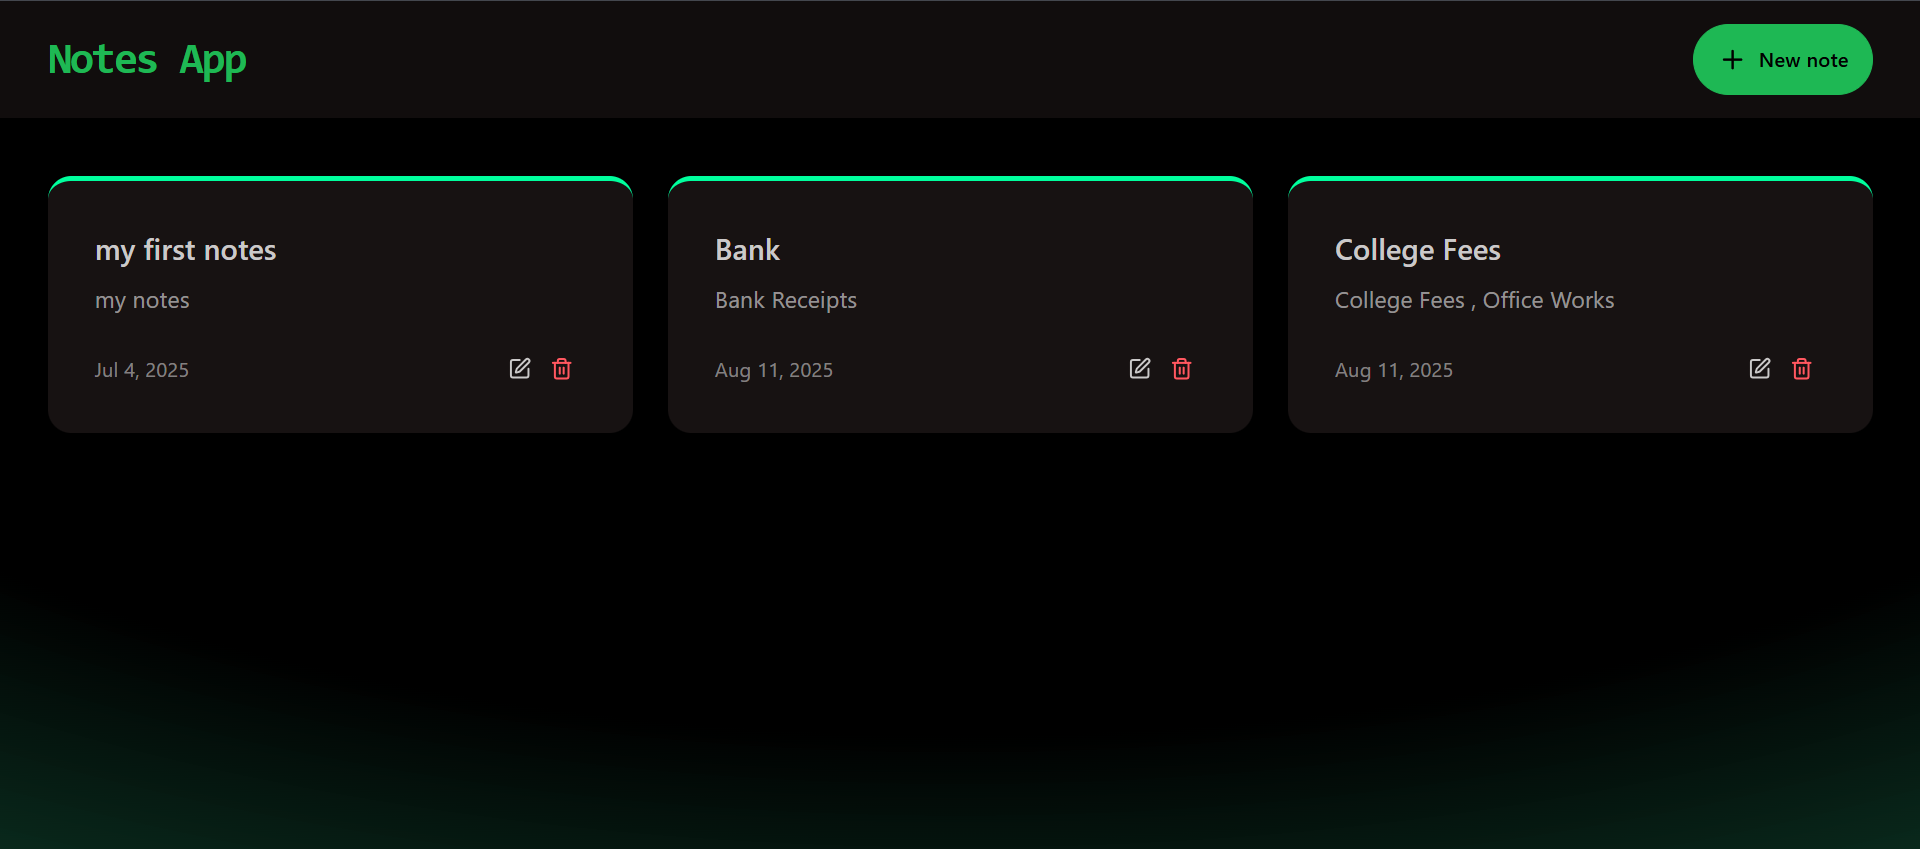 Notes App
New note
my first notes
my notes
Jul 4, 2025
Bank
Bank Receipts
Aug 11, 2025
College Fees
College Fees , Office Works
Aug 11, 2025